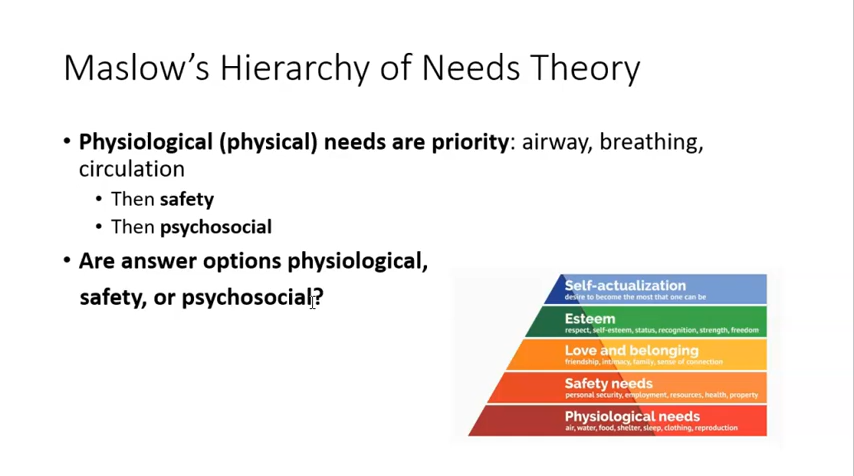 Maslow’s Hierarchy of Needs Theory
• Physiological (physical) needs are priority: airway, breathing,
circulation
• Then safety
• Then psychosocial
• Are answer options physiological,
safety, or psychosocial?
Self-actualization
desire to become the most that one can be
Esteem
respect, self-esteem, status, recognition, strength, freedom
Love and belonging
friendship, intimacy, family, sense of connection
Safety needs
personal security, employment, resources, health, property
Physiological needs
air, water, food, shelter, sleep, clothing, reproduction